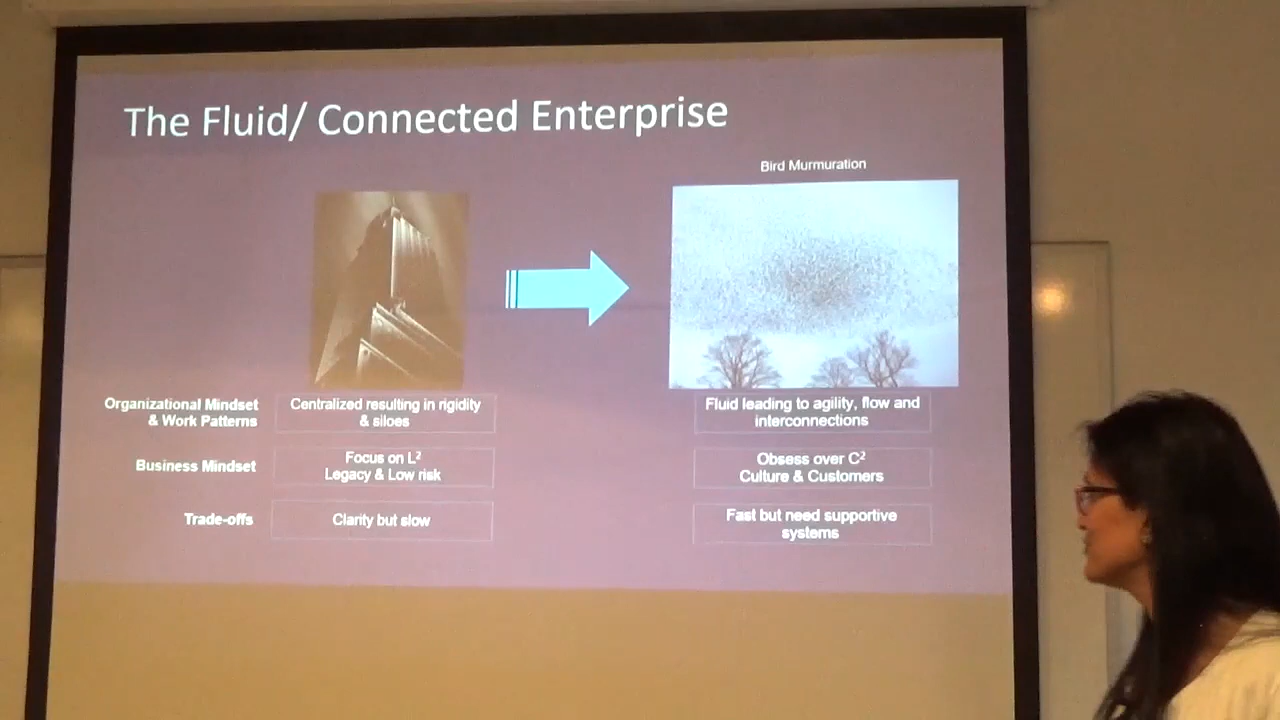 The Fluid/ Connected Enterprise
Bird Murmuration
Organizational Mindset
& Work Patterns
Centralized resulting in rigidity
& siloes
Fluid leading to agility, flow and
interconnections
Business Mindset
Focus on L²
Legacy & Low risk
Obsess over C²
Culture & Customers
Trade-offs
Clarity but slow
Fast but need supportive
systems